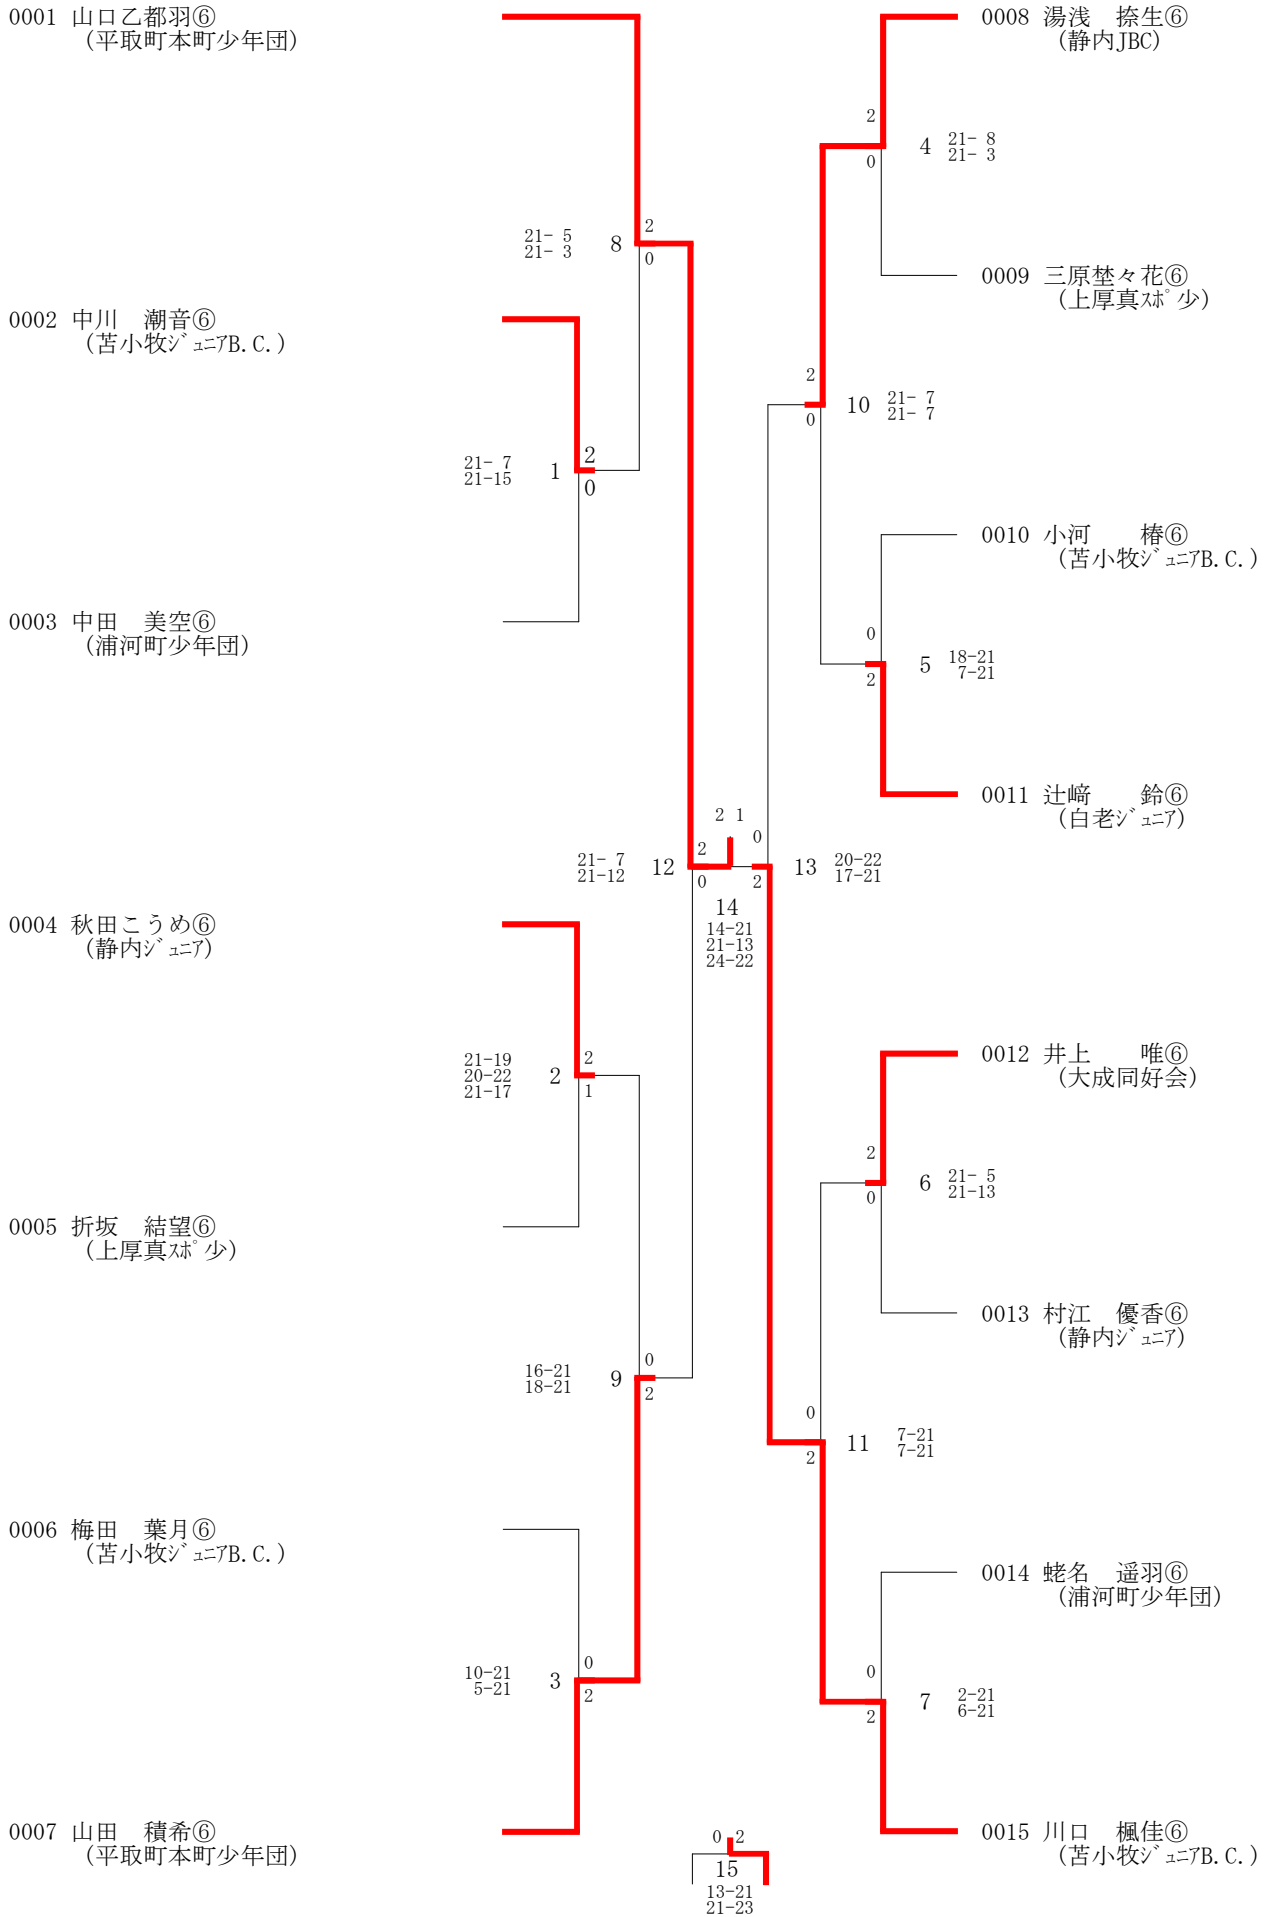 0001 山口乙都羽⑥
(平取町本町少年団)
21- 5
21- 3
8
2
0
0002 中川　潮音⑥
(苫小牧ｼﾞｭﾆｱB.C.)
21- 7
21-15
1
2
0
0003 中田　美空⑥
(浦河町少年団)
21- 7
21-12
12
2
0
0004 秋田こうめ⑥
(静内ｼﾞｭﾆｱ)
21-19
20-22
21-17
2
2
1
0005 折坂　結望⑥
(上厚真ｽﾎﾟ少)
16-21
18-21
9
0
2
0006 梅田　葉月⑥
(苫小牧ｼﾞｭﾆｱB.C.)
10-21
5-21
3
0
2
0007 山田　積希⑥
(平取町本町少年団)
2 1
14
14-21
21-13
24-22
0 2
15
13-21
21-23
0008 湯浅　捺生⑥
(静内JBC)
2
0
4
21- 8
21- 3
0009 三原埜々花⑥
(上厚真ｽﾎﾟ少)
2
0
10
21- 7
21- 7
0010 小河　　椿⑥
(苫小牧ｼﾞｭﾆｱB.C.)
0
2
5
18-21
7-21
0011 辻﨑　　鈴⑥
(白老ｼﾞｭﾆｱ)
0
2
13
20-22
17-21
0012 井上　　唯⑥
(大成同好会)
2
0
6
21- 5
21-13
0013 村江　優香⑥
(静内ｼﾞｭﾆｱ)
0
2
11
7-21
7-21
0014 蛯名　遥羽⑥
(浦河町少年団)
0
2
7
2-21
6-21
0015 川口　楓佳⑥
(苫小牧ｼﾞｭﾆｱB.C.)